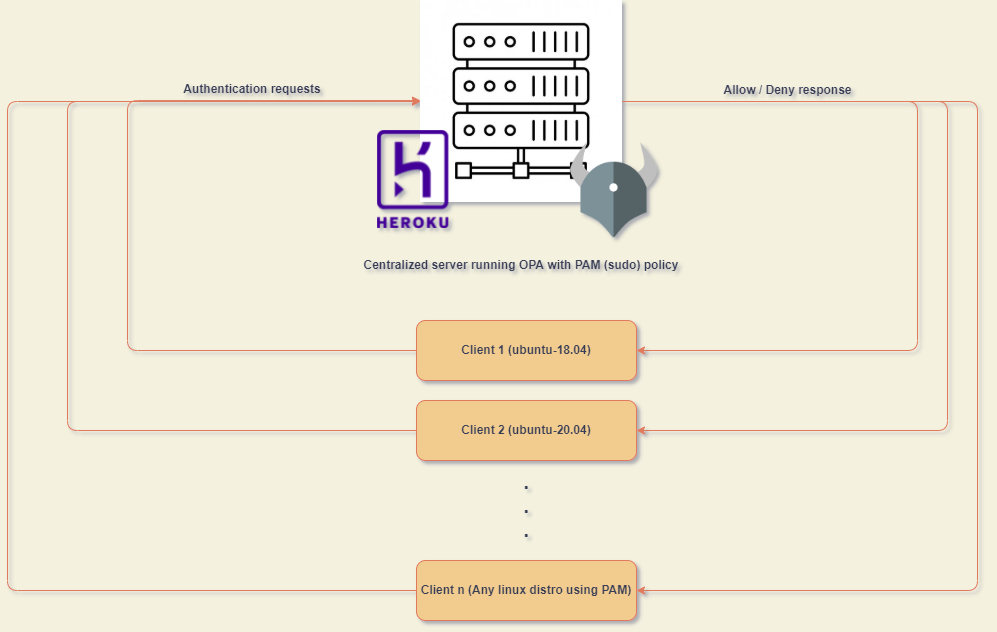 Authentication requests
Allow / Deny response
HEROKU
Centralized server running OPA with PAM (sudo) policy
Client 1 (ubuntu-18.04)
Client 2 (ubuntu-20.04)
.
.
.
Client n (Any linux distro using PAM)